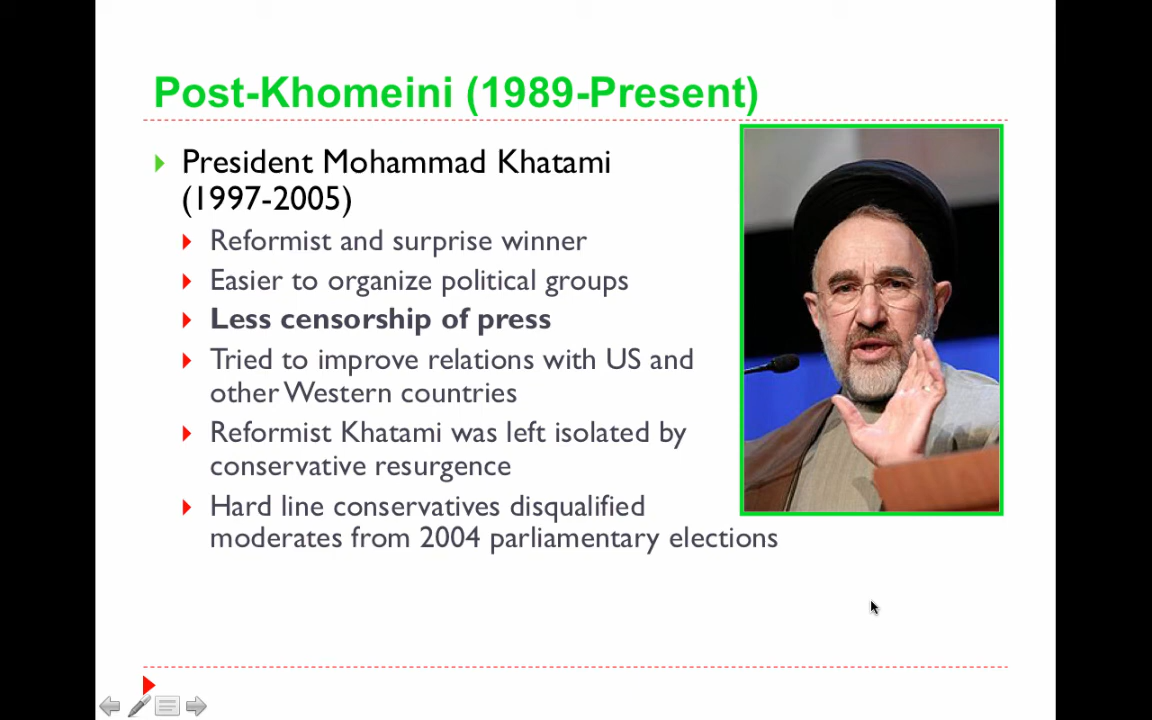 Post-Khomeini (1989-Present)
President Mohammad Khatami
(1997-2005)
Reformist and surprise winner
Easier to organize political groups
Less censorship of press
Tried to improve relations with US and
other Western countries
Reformist Khatami was left isolated by
conservative resurgence
Hard line conservatives disqualified
moderates from 2004 parliamentary elections